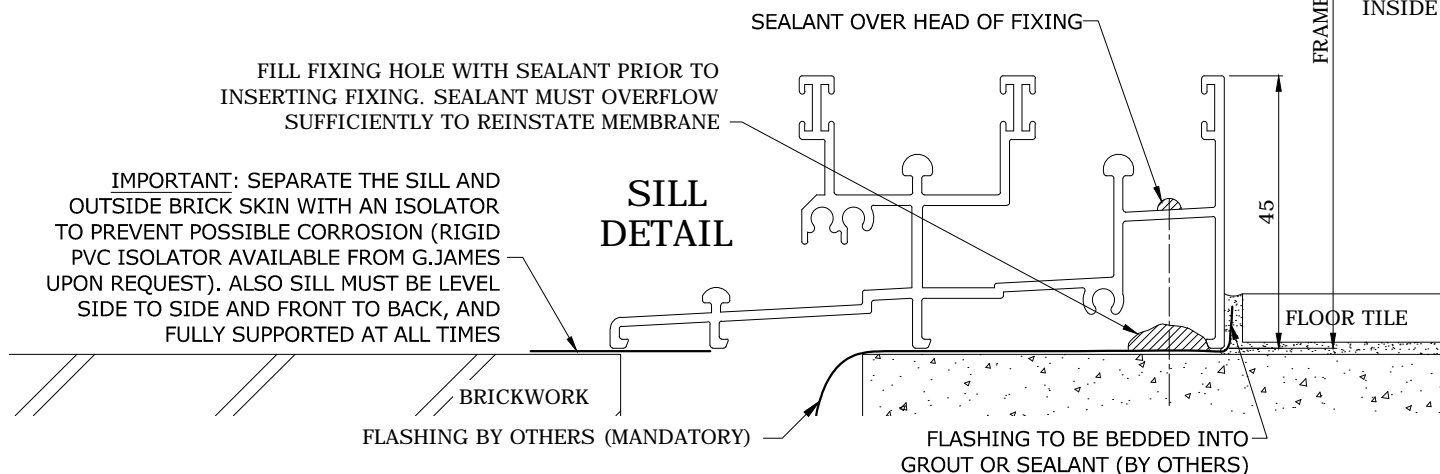 SEALANT OVER HEAD OF FIXING
FRAME
INSIDE
FILL FIXING HOLE WITH SEALANT PRIOR TO
INSERTING FIXING. SEALANT MUST OVERFLOW
SUFFICIENTLY TO REINSTATE MEMBRANE
IMPORTANT: SEPARATE THE SILL AND
OUTSIDE BRICK SKIN WITH AN ISOLATOR
TO PREVENT POSSIBLE CORROSION (RIGID
PVC ISOLATOR AVAILABLE FROM G.JAMES
UPON REQUEST). ALSO SILL MUST BE LEVEL
SIDE TO SIDE AND FRONT TO BACK, AND
FULLY SUPPORTED AT ALL TIMES
SILL
DETAIL
45
FLOOR TILE
BRICKWORK
FLASHING BY OTHERS (MANDATORY)
FLASHING TO BE BEDDED INTO
GROUT OR SEALANT (BY OTHERS)